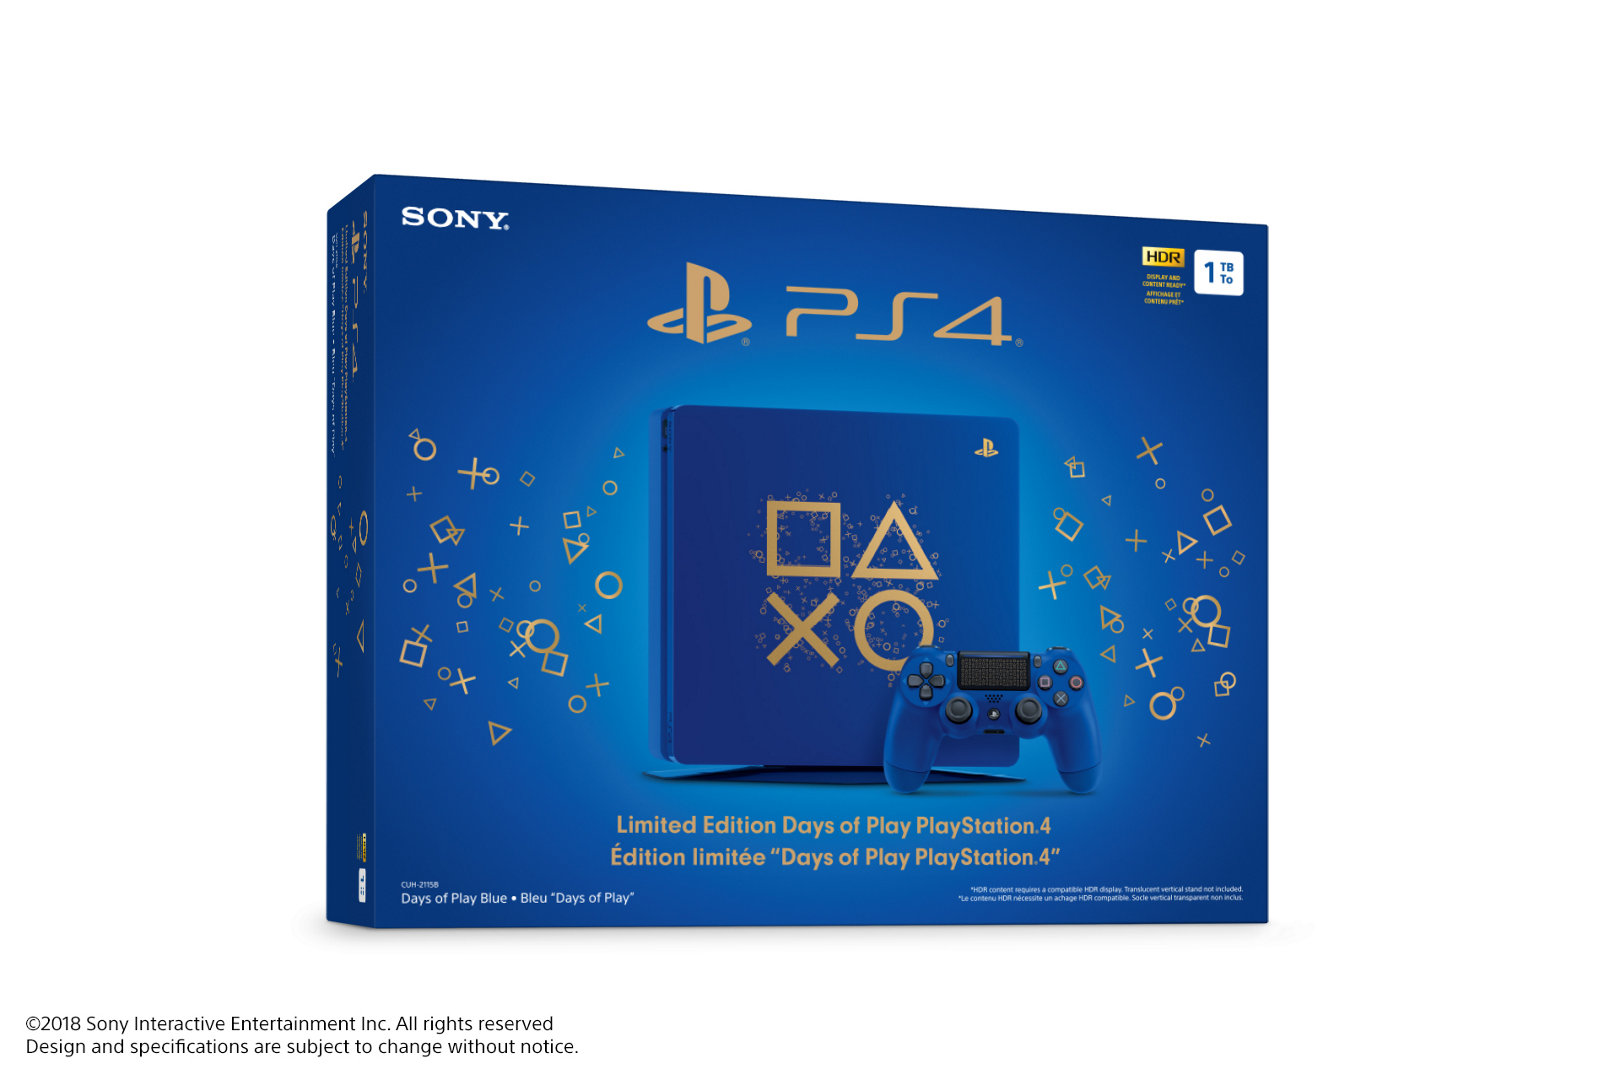 SONY®
PS4®
HDR
DISPLAY AND
CONTENT READY*
AFFICHAGE ET
CONTENU PRÊT*
1 TB
To
Limited Edition Days of Play PlayStation®4
Édition limitée “Days of Play PlayStation®4”
CUH-2115B
Days of Play Blue • Bleu “Days of Play”
*HDR content requires a compatible HDR display. Translucent vertical stand not included.
*Le contenu HDR nécessite un achage HDR compatible. Socle vertical transparent non inclus.
SONY
PS4
©2018 Sony Interactive Entertainment Inc. All rights reserved
Design and specifications are subject to change without notice.